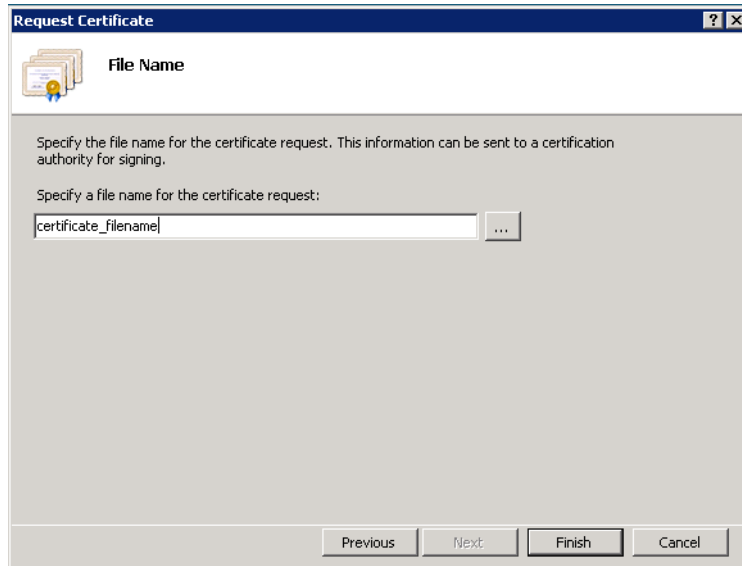 Request Certificate
File Name
Specify the file name for the certificate request. This information can be sent to a certification
authority for signing.
Specify a file name for the certificate request:
certificate_filename
...
Previous
Next
Finish
Cancel